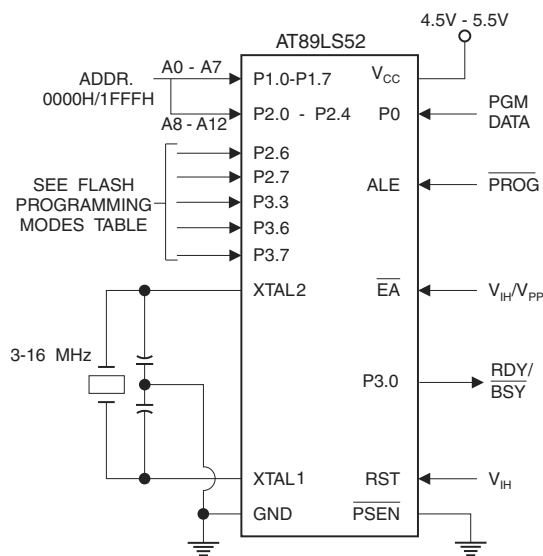 4.5V - 5.5V
AT89LS52
ADDR.
0000H/1FFFH
A0 - A7
A8 - A12
P1.0-P1.7
P2.0 - P2.4
P2.6
P2.7
P3.3
P3.6
P3.7
SEE FLASH
PROGRAMMING
MODES TABLE
XTAL2
3-16 MHz
XTAL1
GND
VCC
P0
PGM
DATA
ALE
PROG
EA
VIH/VPP
P3.0
RDY/
BSY
RST
VIH
PSEN